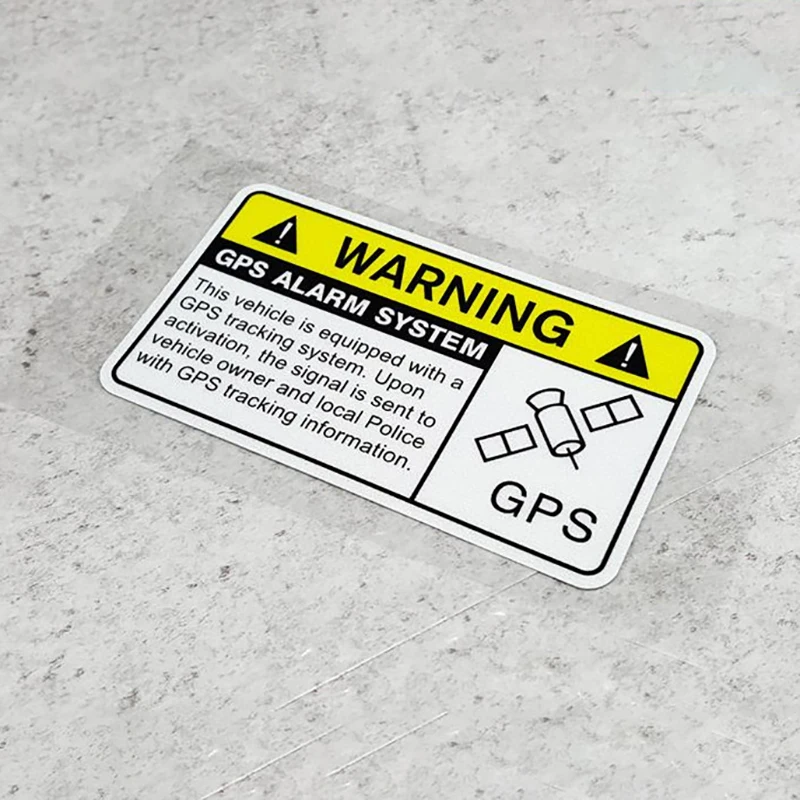 WARNING
GPS ALARM SYSTEM
This vehicle is equipped with a
GPS tracking system. Upon
activation, the signal is sent to
vehicle owner and local Police
with GPS tracking information.
GPS